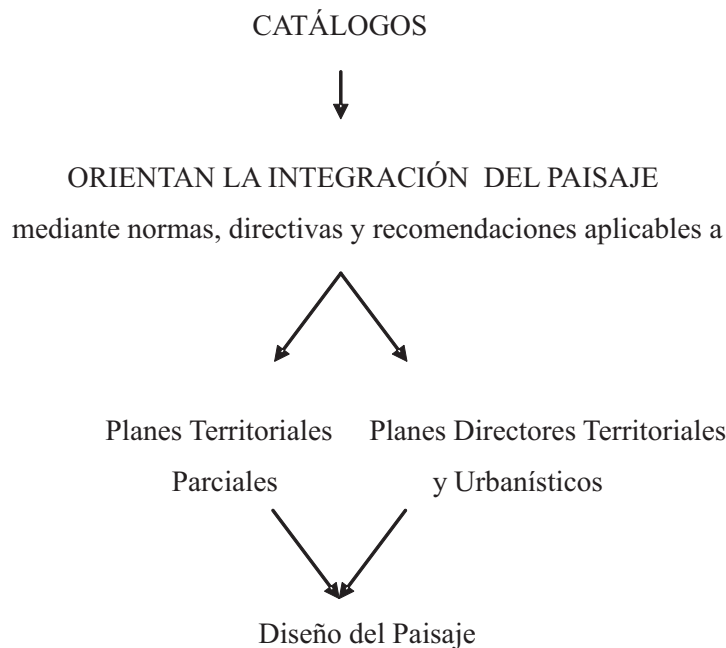 CATÁLOGOS
ORIENTAN LA INTEGRACIÓN DEL PAISAJE
mediante normas, directivas y recomendaciones aplicables a
Planes Territoriales
Parciales
Planes Directores Territoriales
y Urbanísticos
Diseño del Paisaje